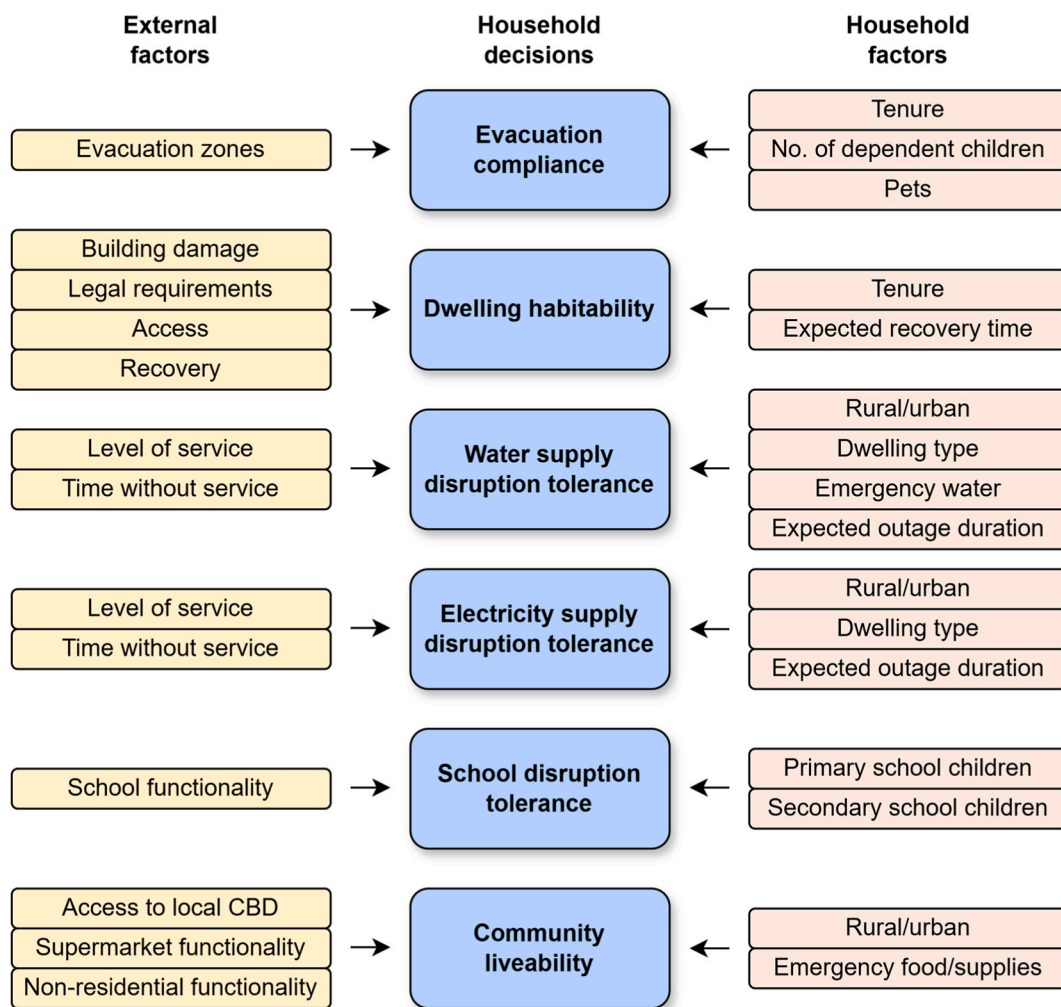 External
factors
Household
decisions
Household
factors
Evacuation zones
Evacuation
compliance
Tenure
No. of dependent children
Pets
Building damage
Legal requirements
Access
Recovery
Dwelling habitability
Tenure
Expected recovery time
Level of service
Time without service
Water supply
disruption tolerance
Rural/urban
Dwelling type
Emergency water
Expected outage duration
Level of service
Time without service
Electricity supply
disruption tolerance
Rural/urban
Dwelling type
Expected outage duration
School functionality
School disruption
tolerance
Primary school children
Secondary school children
Access to local CBD
Supermarket functionality
Non-residential functionality
Community
liveability
Rural/urban
Emergency food/supplies